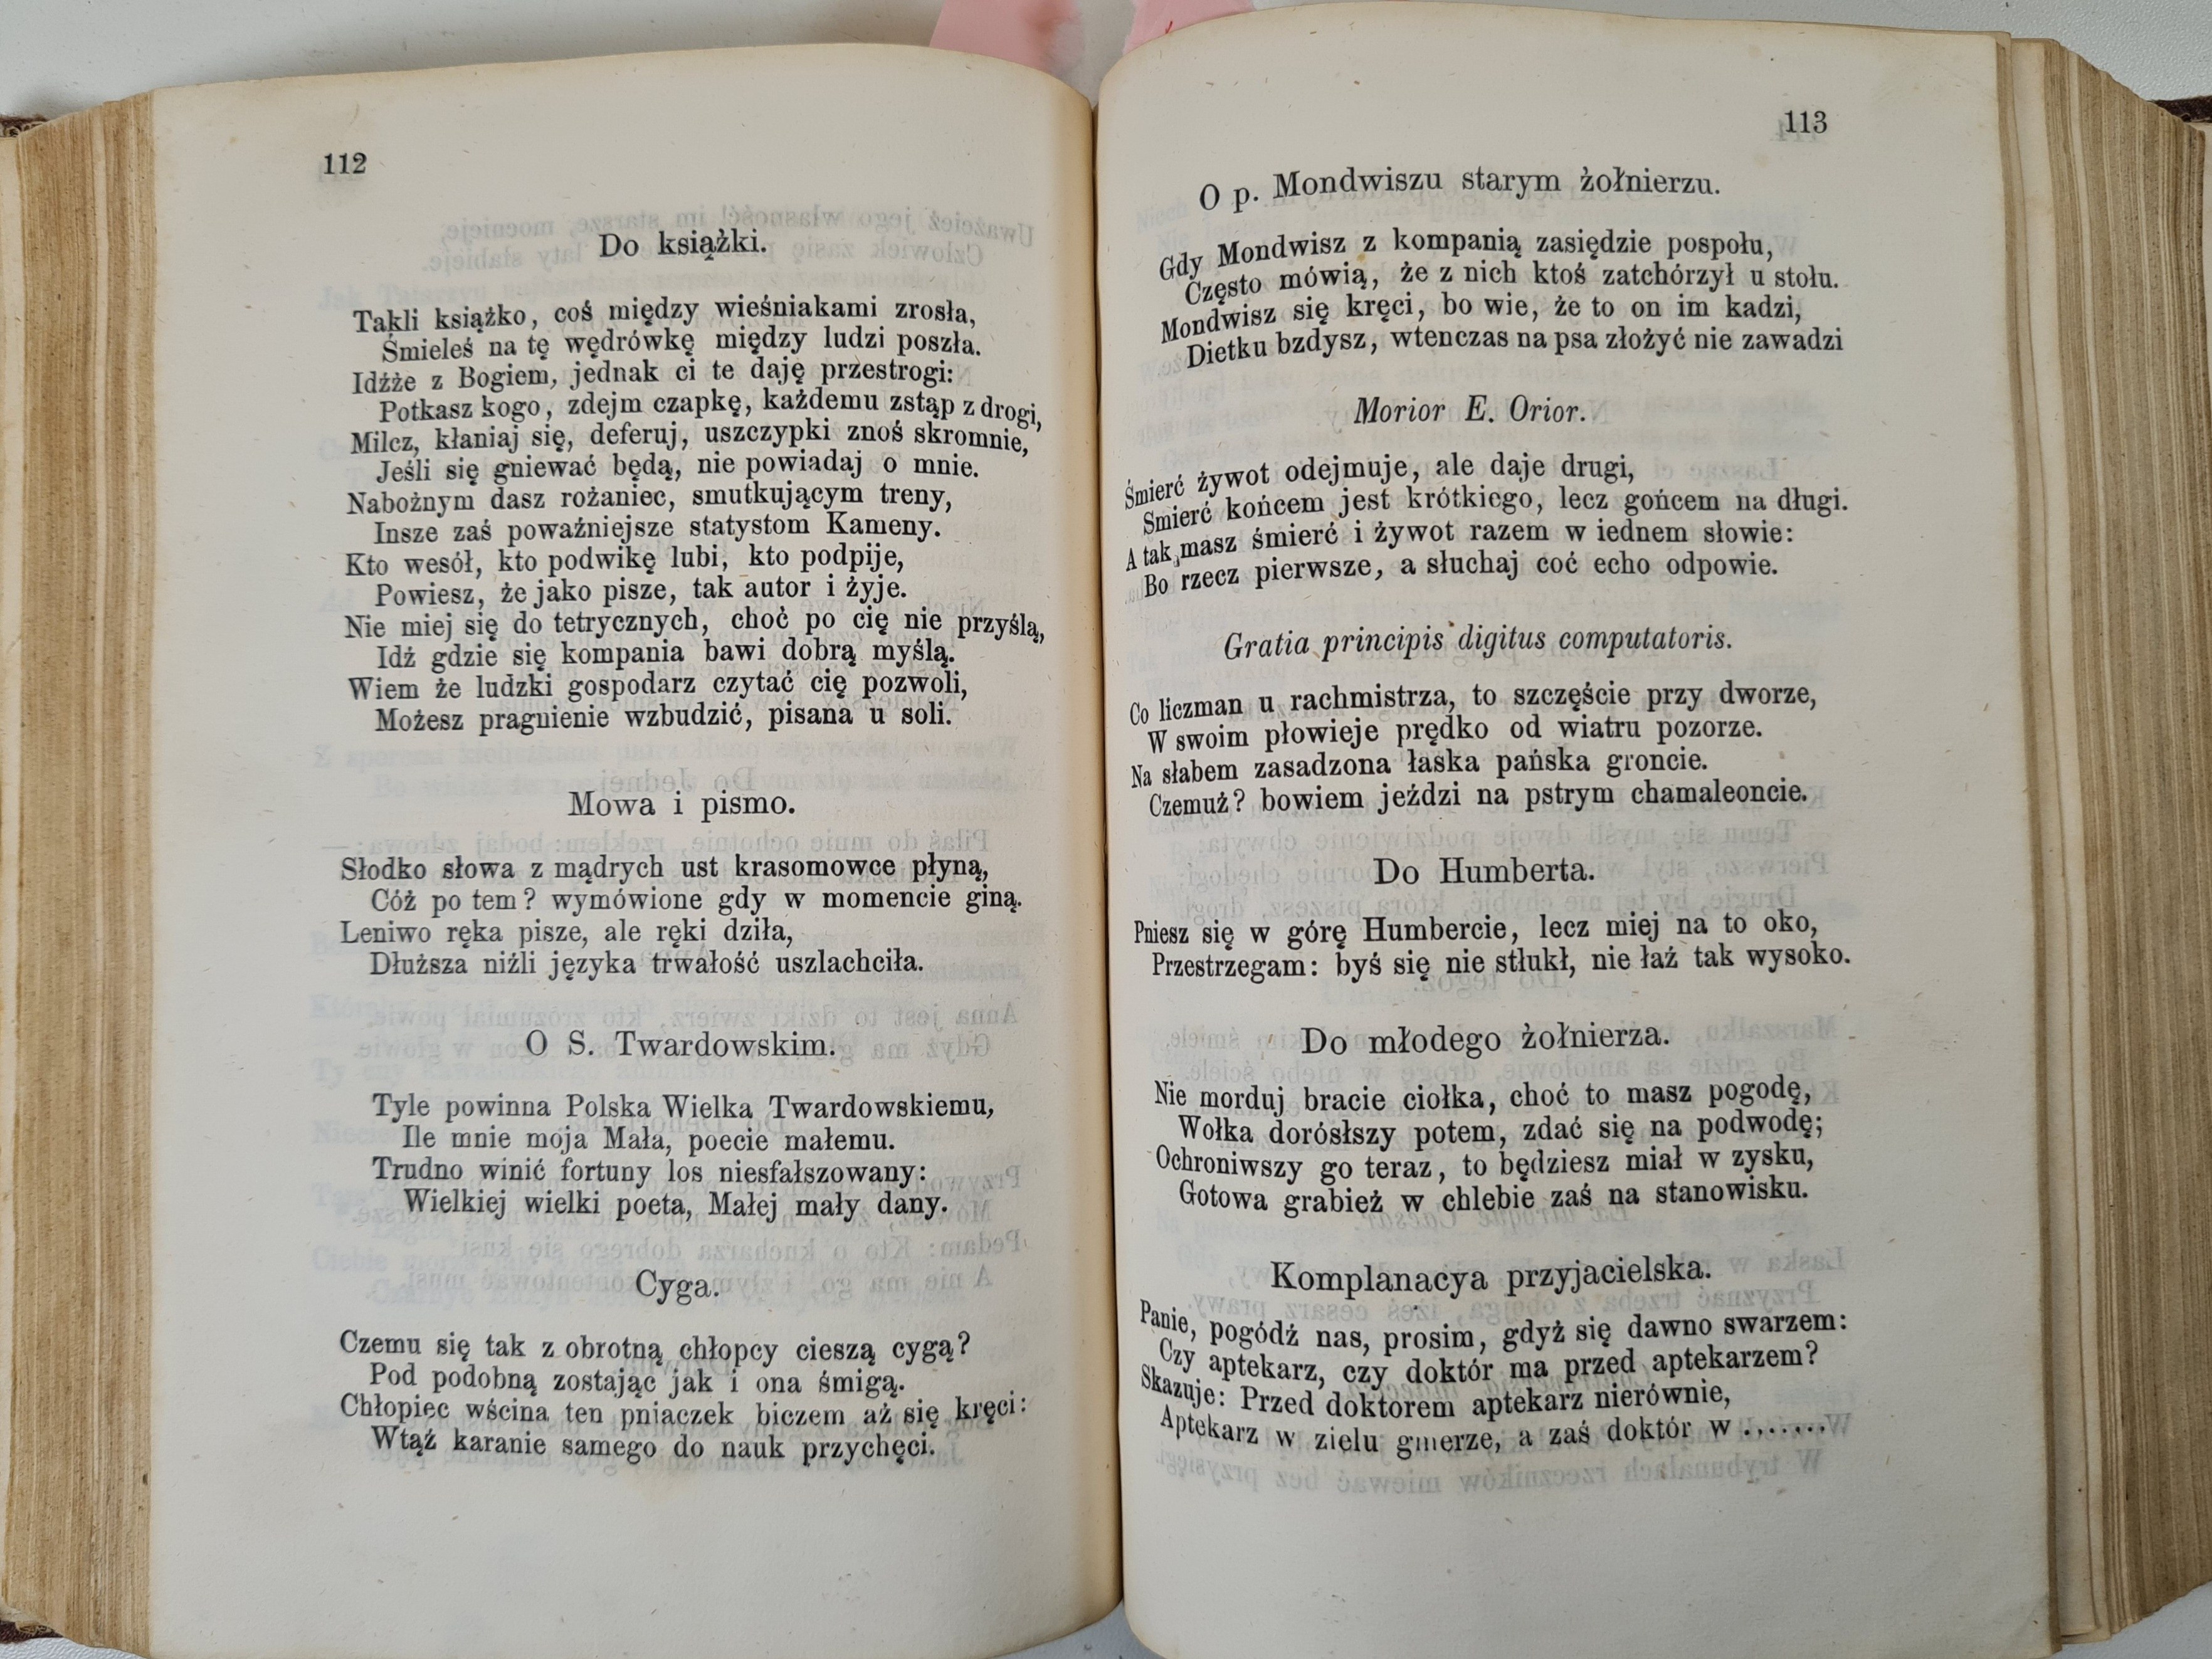 112
Do książki.
Takli książko, coś między wieśniakami zrosła,
Śmieleś na tę wędrówkę między ludzi poszła.
Idźże z Bogiem, jednak ci te daję przestrogi:
Potkasz kogo, zdejm czapkę, każdemu zstąp z drogi,
Milcz, kłaniaj się, deferuj, uszczypki znoś skromnie,
Jeśli się gniewać będą, nie powiadaj o mnie.
Nabożnym dasz rożaniec, smutkującym treny,
Insze zaś poważniejsze statystom Kameny.
Kto wesół, kto podwikę lubi, kto podpije,
Powiesz, że jako pisze, tak autor i żyje.
Nie miej się do tetrycznych, choć po cię nie przyślą,
Idź gdzie się kompania bawi dobrą myślą.
Wiem że ludzki gospodarz czytać cię pozwoli,
Możesz pragnienie wzbudzić, pisana u soli.
Mowa i pismo.
Słodko słowa z mądrych ust krasomowce płyną,
Cóż po tem? wymówione gdy w momencie giną.
Leniwo ręka pisze, ale ręki dziła,
Dłuższa niźli języka trwałość uszlachciła.
O S. Twardowskim.
Tyle powinna Polska Wielka Twardowskiemu,
Ile mnie moja Mała, poecie małemu.
Trudno winić fortuny los niesfałszowany:
Wielkiej wielki poeta, Małej mały dany.
Cyga.
Czemu się tak z obrotną chłopcy cieszą cygą?
Pod podobną zostając jak i ona śmigą.
Chłopiec wścina ten pniaczek biczem aż się kręci:
Wtąż karanie samego do nauk przychęci.
113
O p. Mondwiszu starym żołnierzu.
Gdy Mondwisz z kompanią zasiędzie pospołu,
Często mówią, że z nich ktoś zatchórzył u stołu.
Mondwisz się kręci, bo wie, że to on im kadzi,
Dietku bzdysz, wtenczas na psa złożyć nie zawadzi
Morior E. Orior.
Śmierć żywot odejmuje, ale daje drugi,
Śmierć końcem jest krótkiego, lecz gońcem na długi.
A tak masz śmierć i żywot razem w iednem słowie:
Bo rzecz pierwsze, a słuchaj coć echo odpowie.
Gratia principis digitus computatoris.
Co liczman u rachmistrza, to szczęście przy dworze,
W swoim płowieje prędko od wiatru pozorze.
Na słabem zasadzona łaska pańska groncie.
Czemuż? bowiem jeździ na pstrym chamaleoncie.
Do Humberta.
Pniesz się w górę Humbercie, lecz miej na to oko,
Przestrzegam: byś się nie stłukł, nie łaź tak wysoko.
Do młodego żołnierza.
Nie morduj bracie ciołka, choć to masz pogodę,
Wołka dorósłszy potem, zdać się na podwodę;
Ochroniwszy go teraz, to będziesz miał w zysku,
Gotowa grabież w chlebie zaś na stanowisku.
Komplanacya przyjacielska.
Panie, pogódź nas, prosim, gdyż się dawno swarzem:
Czy aptekarz, czy doktór ma przed aptekarzem?
Skazuje: Przed doktorem aptekarz nierównie,
Aptekarz w zielu gmerze, a zaś doktór w .......